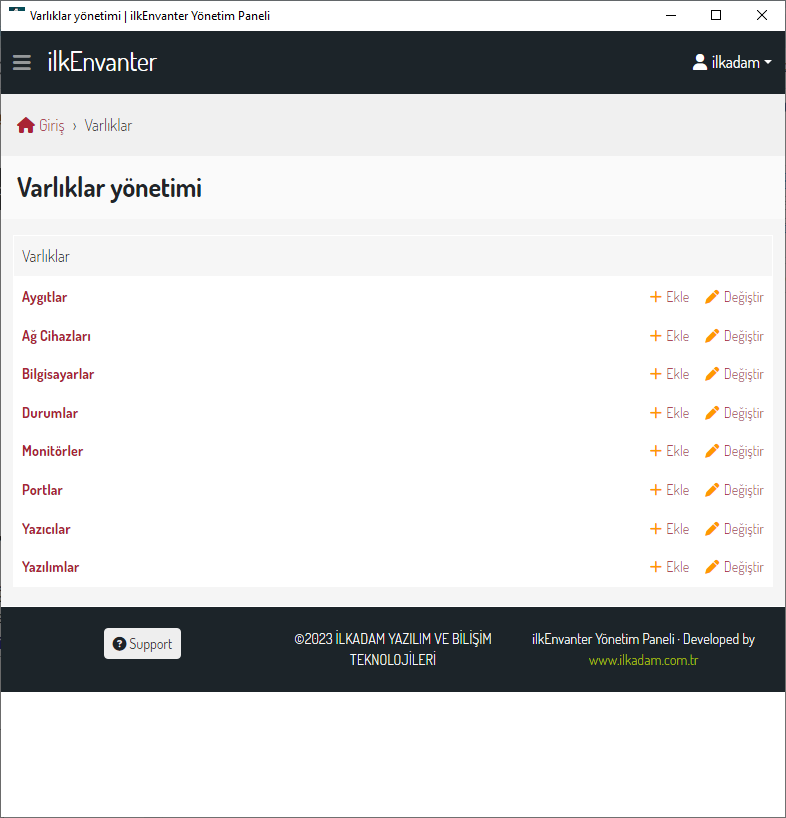 Varlıklar yönetimi | ilkEnvanter Yönetim Paneli
ilkEnvanter
ilkadam
Giriş › Varlıklar
Varlıklar yönetimi
Varlıklar
Aygıtlar Ekle Değiştir
Ağ Cihazları Ekle Değiştir
Bilgisayarlar Ekle Değiştir
Durumlar Ekle Değiştir
Monitörler Ekle Değiştir
Portlar Ekle Değiştir
Yazıcılar Ekle Değiştir
Yazılımlar Ekle Değiştir
Support
©2023 İLKADAM YAZILIM VE BİLİŞİM
TEKNOLOJİLERİ
ilkEnvanter Yönetim Paneli · Developed by
www.ilkadam.com.tr